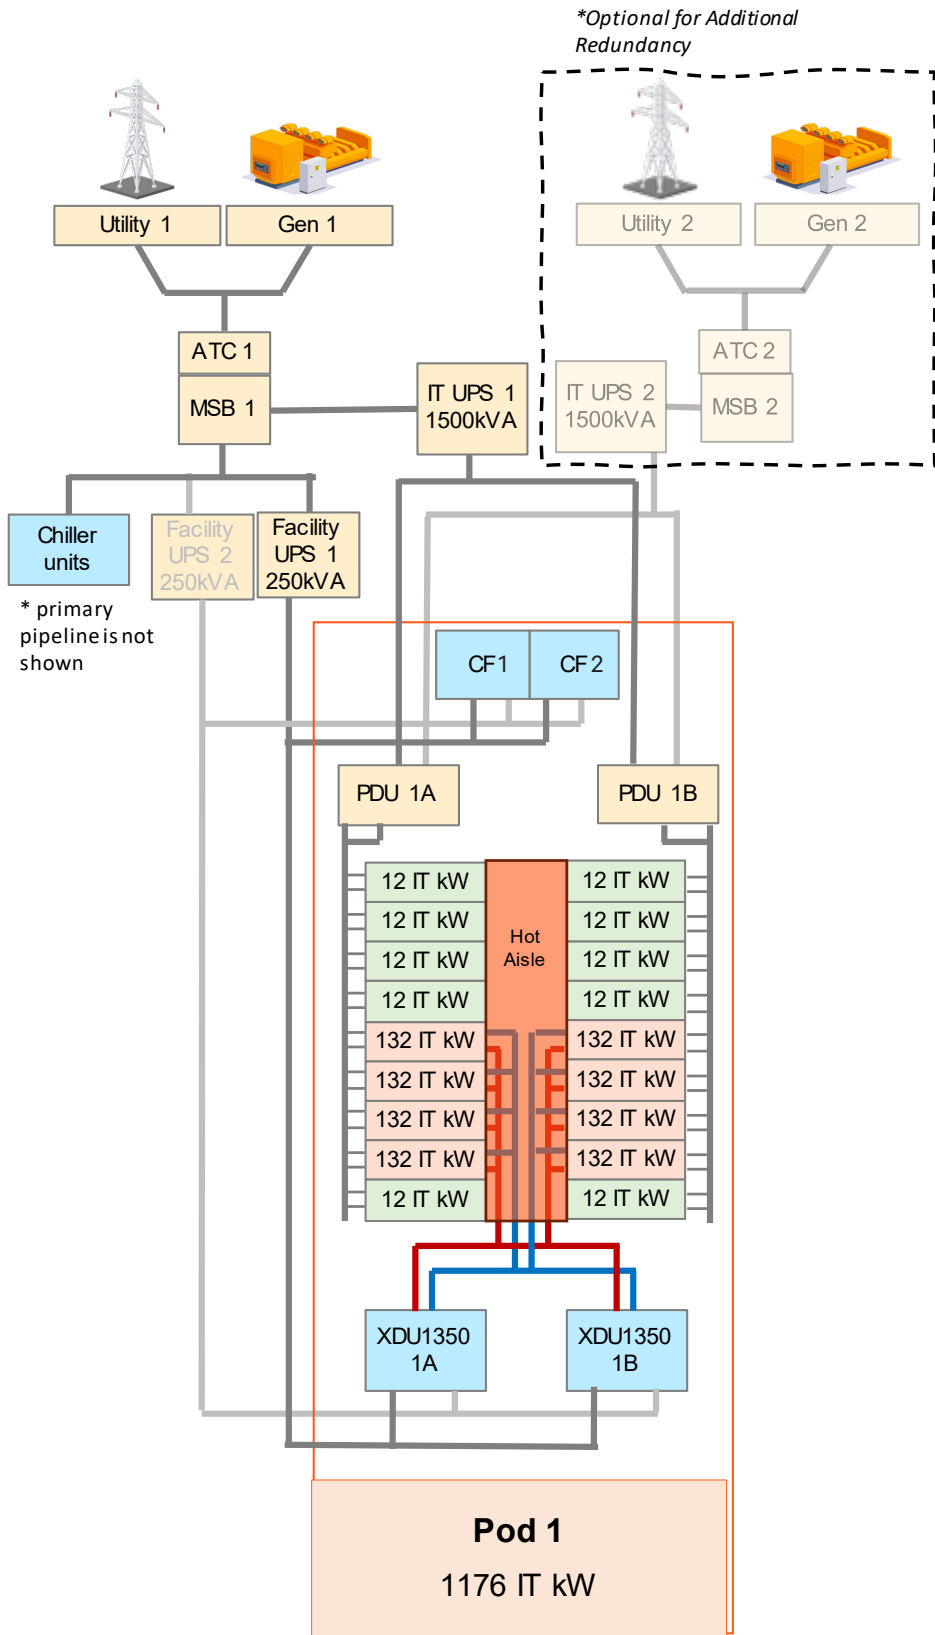 *Optional for Additional
Redundancy
Utility 1
Gen 1
Utility 2
Gen 2
ATC 1
MSB 1
IT UPS 1
1500kVA
IT UPS 2
1500kVA
ATC 2
MSB 2
Chiller
units
Facility
UPS 2
250kVA
Facility
UPS 1
250kVA
* primary
pipeline is not
shown
CF1
CF2
PDU 1A
PDU 1B
12 IT kW
12 IT kW
12 IT kW
12 IT kW
132 IT kW
132 IT kW
132 IT kW
132 IT kW
12 IT kW
Hot
Aisle
12 IT kW
12 IT kW
12 IT kW
12 IT kW
132 IT kW
132 IT kW
132 IT kW
132 IT kW
12 IT kW
XDU1350
1A
XDU1350
1B
Pod 1
1176 IT kW